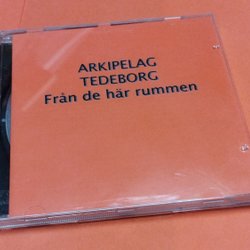 ARKIPELAG
TEDEBORG
Från de här rummen